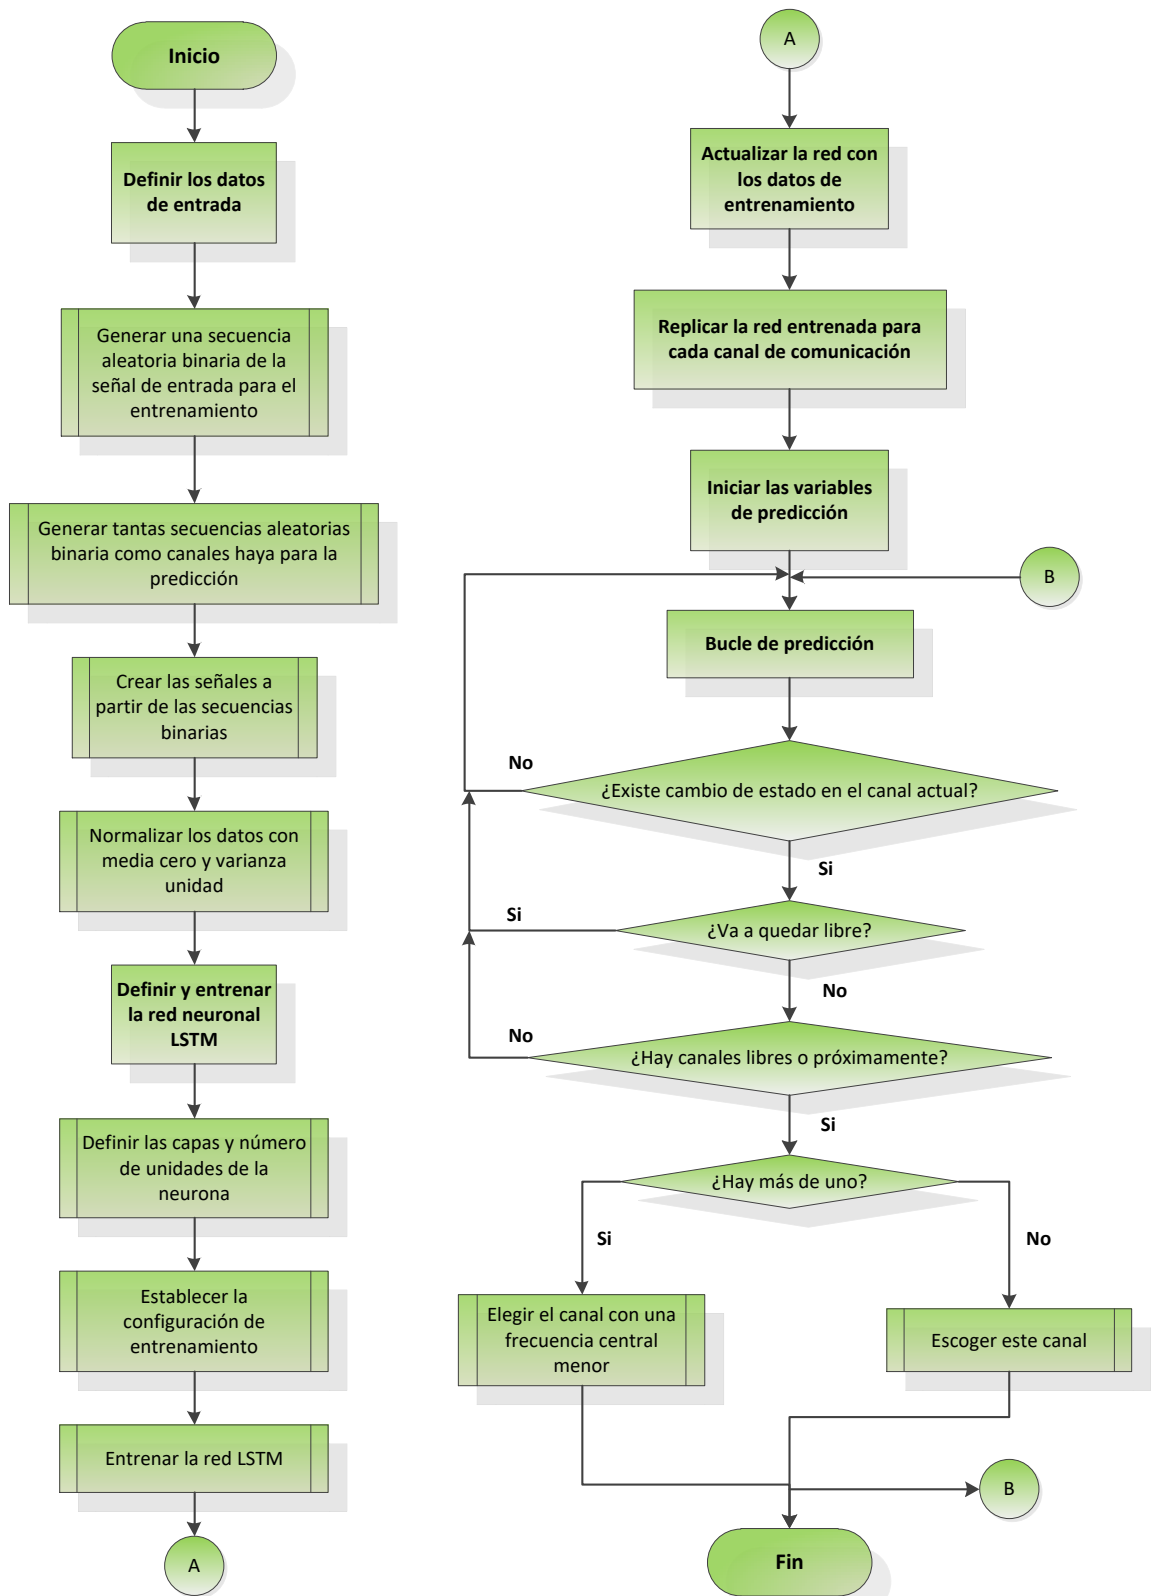 Inicio
Definir los datos
de entrada
Generar una secuencia
aleatoria binaria de la
señal de entrada para el
entrenamiento
Generar tantas secuencias aleatorias
binaria como canales haya para la
predicción
Crear las señales a
partir de las secuencias
binarias
Normalizar los datos con
media cero y varianza
unidad
Definir y entrenar
la red neuronal
LSTM
Definir las capas y número
de unidades de la
neurona
Establecer la
configuración de
entrenamiento
Entrenar la red LSTM
A
A
Actualizar la red con
los datos de
entrenamiento
Replicar la red entrenada para
cada canal de comunicación
Iniciar las variables
de predicción
B
Bucle de predicción
No
¿Existe cambio de estado en el canal actual?
Si
Si
¿Va a quedar libre?
No
No
¿Hay canales libres o próximamente?
Si
¿Hay más de uno?
Si
No
Elegir el canal con una
frecuencia central
menor
Escoger este canal
B
Fin